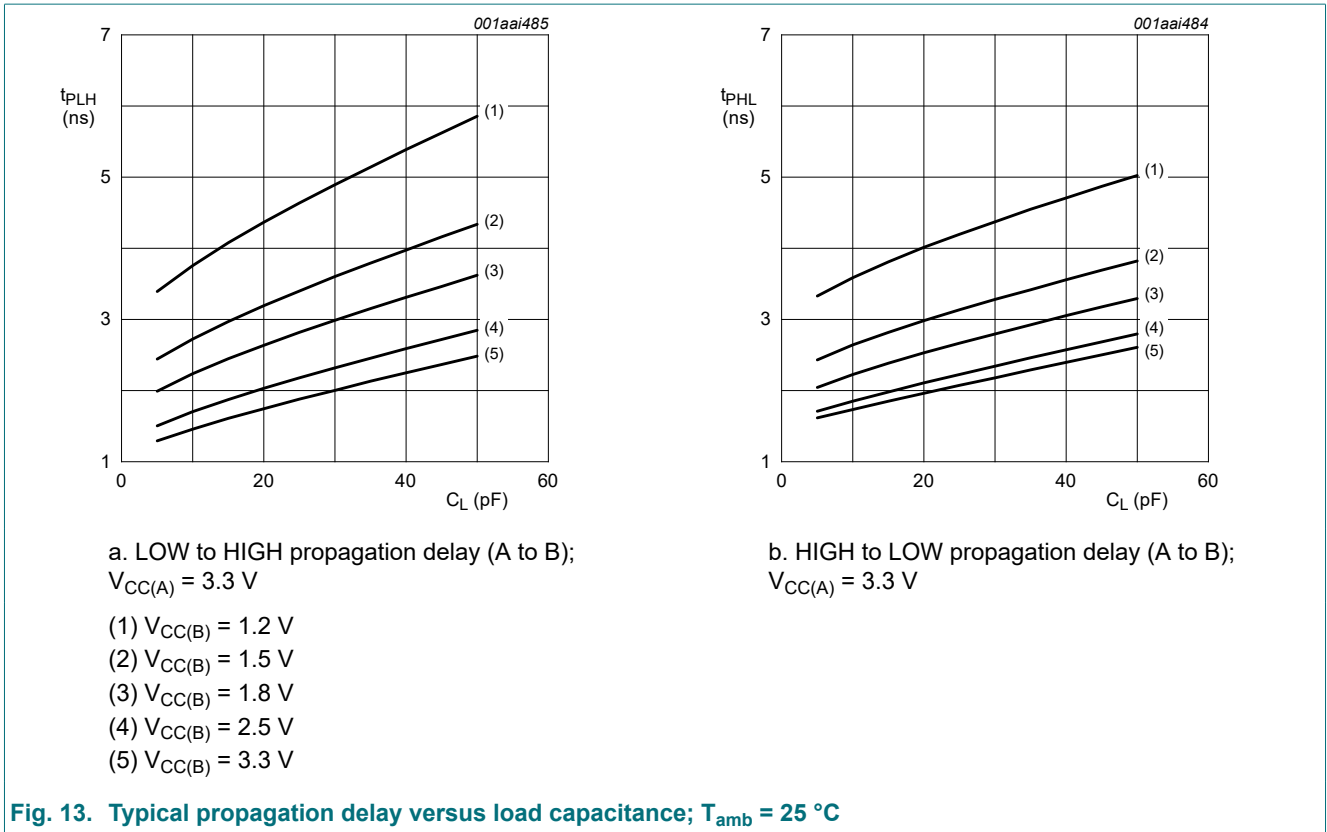 001aai485
7
tPLH
(ns)
(1)
5
(2)
(3)
3
(4)
(5)
1
0 20 40 60
CL (pF)
a. LOW to HIGH propagation delay (A to B);
VCC(A) = 3.3 V
(1) VCC(B) = 1.2 V
(2) VCC(B) = 1.5 V
(3) VCC(B) = 1.8 V
(4) VCC(B) = 2.5 V
(5) VCC(B) = 3.3 V
001aai484
7
tPHL
(ns)
(1)
5
(2)
(3)
3
(4)
(5)
1
0 20 40 60
CL (pF)
b. HIGH to LOW propagation delay (A to B);
VCC(A) = 3.3 V
Fig. 13. Typical propagation delay versus load capacitance; Tamb = 25 °C